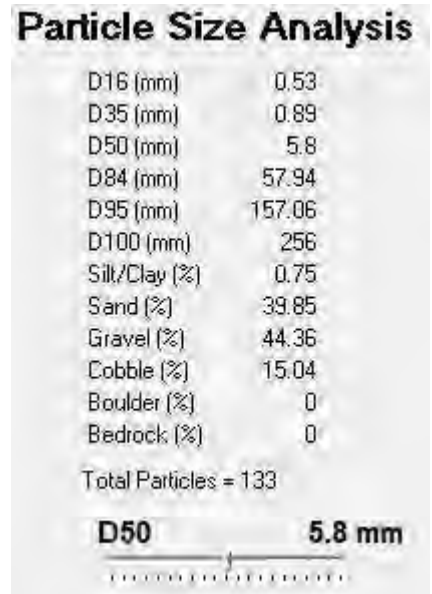 Particle Size Analysis
D16 (mm) 0.53
D35 (mm) 0.89
D50 (mm) 5.8
D84 (mm) 57.94
D95 (mm) 157.06
D100 (mm) 256
Silt/Clay (%) 0.75
Sand (%) 39.85
Gravel (%) 44.36
Cobble (%) 15.04
Boulder (%) 0
Bedrock (%) 0
Total Particles = 133
D50 5.8 mm